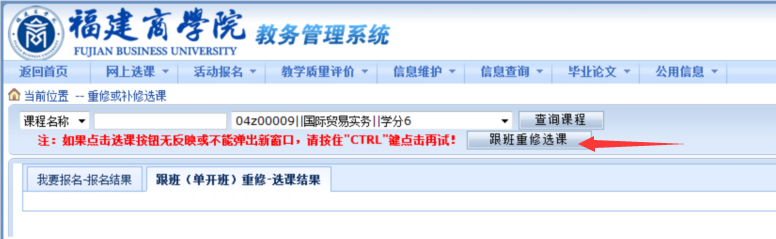 福建商學院
FUJIAN BUSINESS UNIVERSITY
教务管理系统
返回首页 网上选课 活动报名 教学质量评价 信息维护 信息查询 毕业论文 公用信息
当前位置 -- 重修或补修选课
课程名称 04z00009||国际贸易实务||学分6 查询课程
注：如果点击选课按钮无反映或不能弹出新窗口，请按住"CTRL"键点击再试！ 跟班重修选课
我要报名-报名结果 跟班（单开班）重修-选课结果